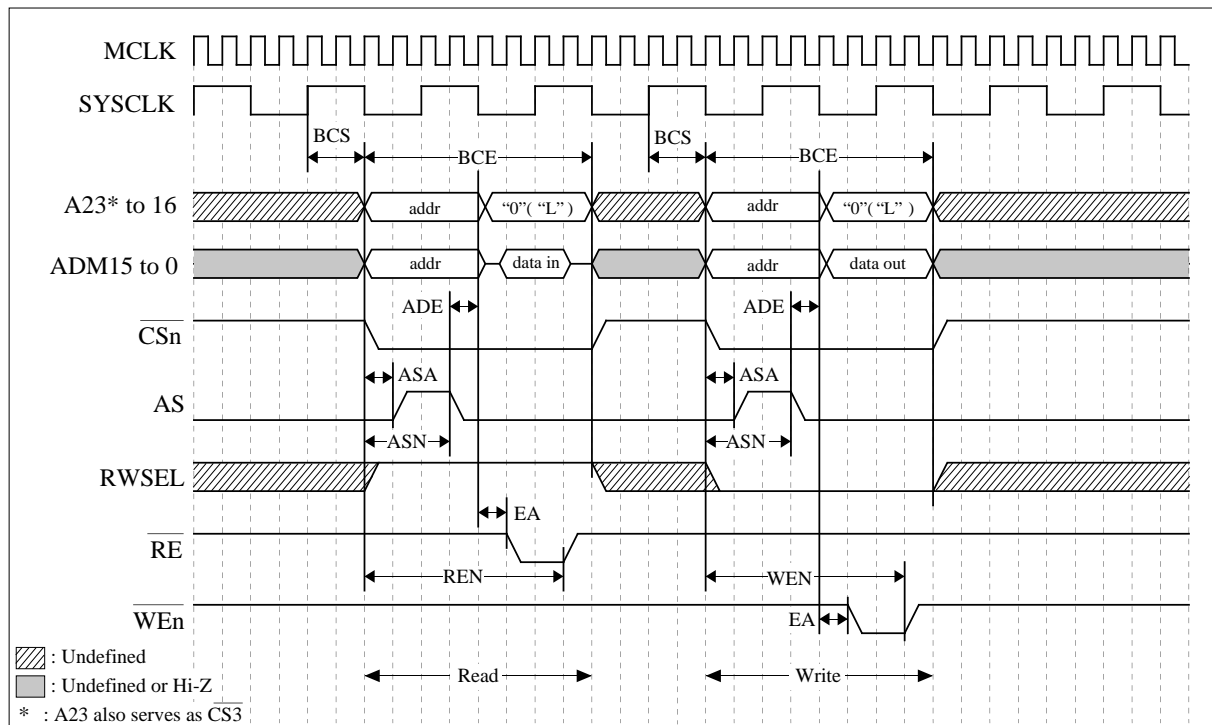 MCLK
SYSCLK
BCS
BCS
BCE
BCE
A23* to 16
addr
“0”( “L” )
addr
“0”( “L” )
ADM15 to 0
addr
data in
addr
data out
ADE
ADE
CSn
ASA
ASA
AS
ASN
ASN
RWSEL
EA
RE
REN
WEN
WEn
EA
: Undefined
Read
Write
: Undefined or Hi-Z
* : A23 also serves as CS3